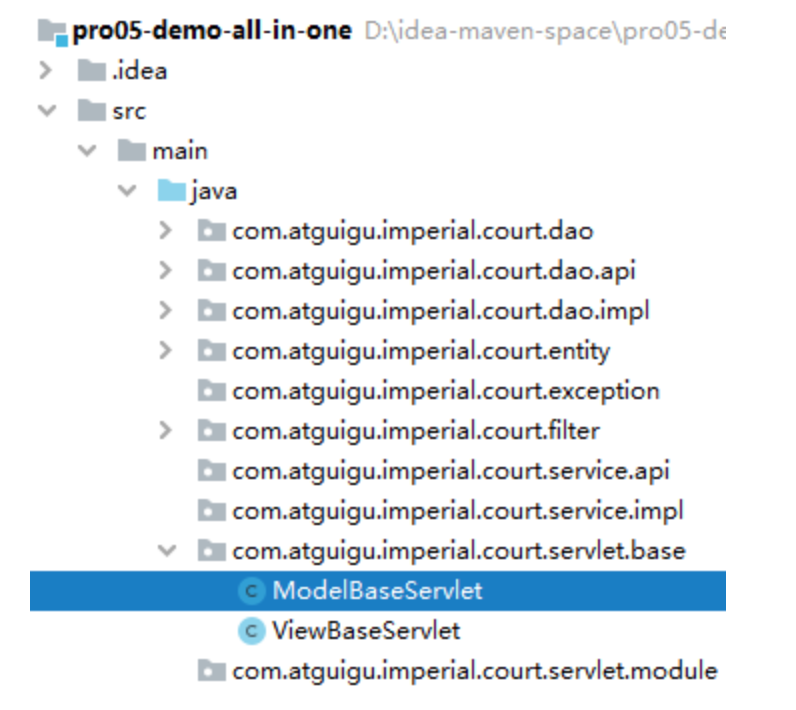 pro05-demo-all-in-one D:\idea-maven-space\pro05-de
.idea
src
main
java
com.atguigu.imperial.court.dao
com.atguigu.imperial.court.dao.api
com.atguigu.imperial.court.dao.impl
com.atguigu.imperial.court.entity
com.atguigu.imperial.court.exception
com.atguigu.imperial.court.filter
com.atguigu.imperial.court.service.api
com.atguigu.imperial.court.service.impl
com.atguigu.imperial.court.servlet.base
C ModelBaseServlet
C ViewBaseServlet
com.atguigu.imperial.court.servlet.module